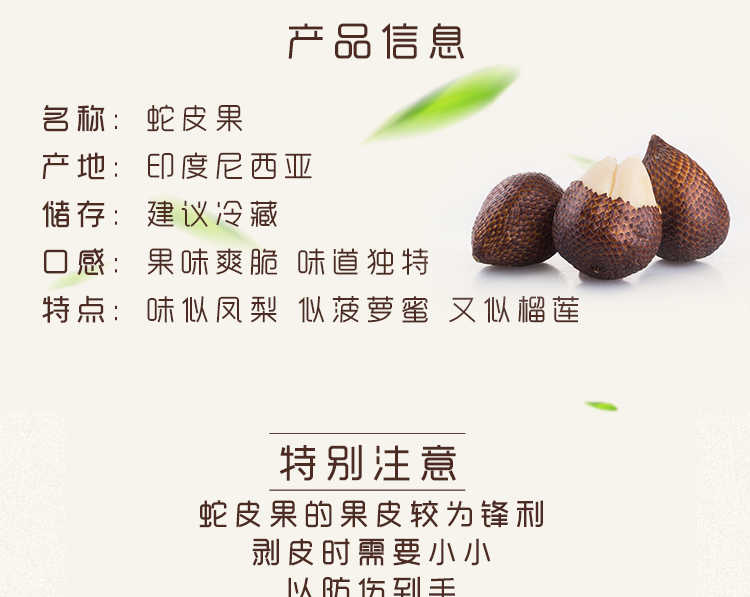 产品信息
名称: 蛇皮果
产地: 印度尼西亚
储存: 建议冷藏
口感: 果味爽脆 味道独特
特点: 味似凤梨 似菠萝蜜 又似榴莲
特别注意
蛇皮果的果皮较为锋利
剥皮时需要小小
以防伤到手